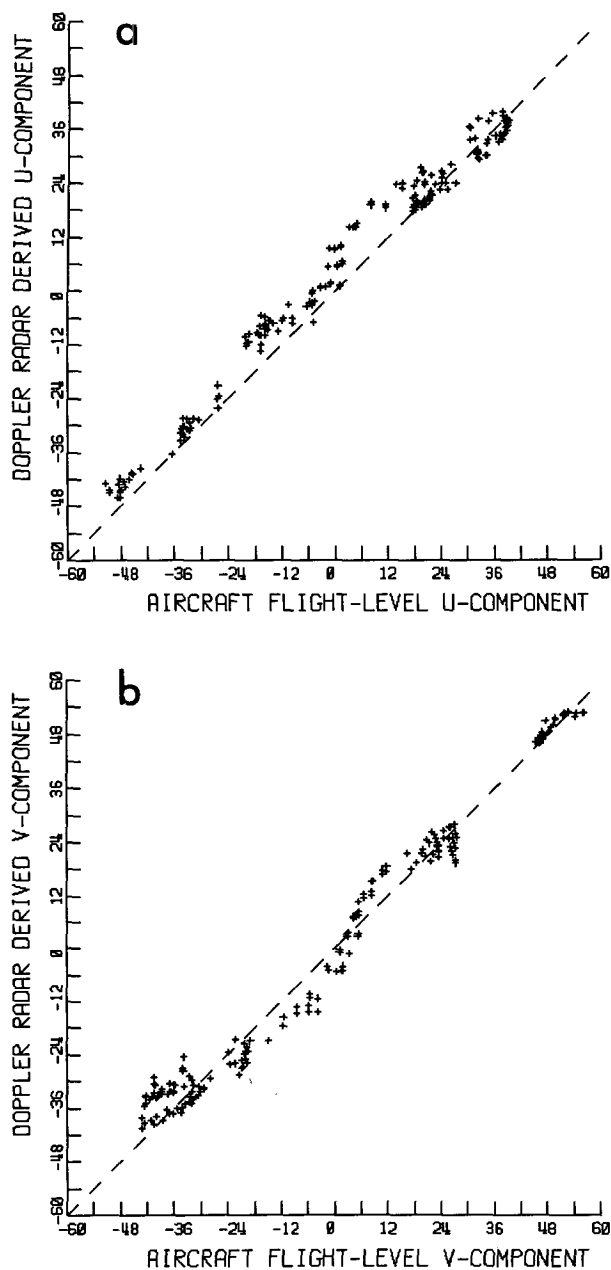 a
DOPPLER RADAR DERIVED U-COMPONENT
60
48
36
24
12
0
-12
-24
-36
-48
-60
-60 -48 -36 -24 -12 0 12 24 36 48 60
AIRCRAFT FLIGHT-LEVEL U-COMPONENT
b
DOPPLER RADAR DERIVED V-COMPONENT
60
48
36
24
12
0
-12
-24
-36
-48
-60
-60 -48 -36 -24 -12 0 12 24 36 48 60
AIRCRAFT FLIGHT-LEVEL V-COMPONENT